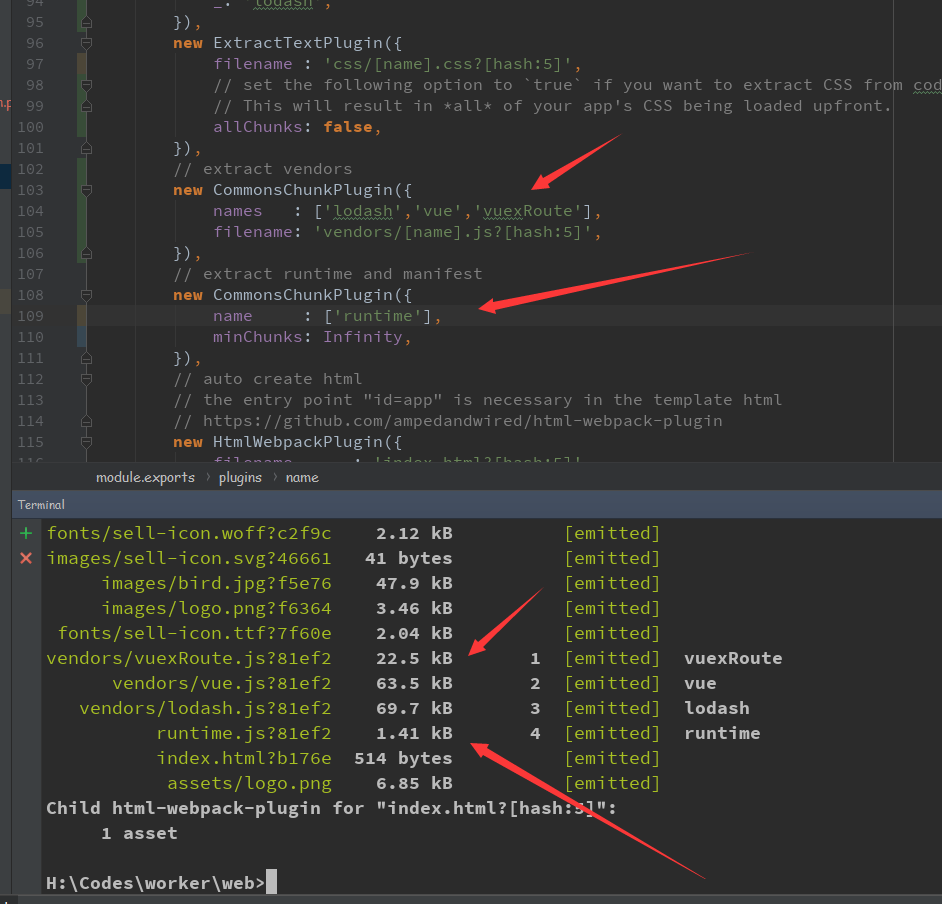 94 _: 'lodash',
95 }),
96 new ExtractTextPlugin({
97 filename : 'css/[name].css?[hash:5]',
98 // set the following option to `true` if you want to extract CSS from cod
99 // This will result in *all* of your app's CSS being loaded upfront.
100 allChunks: false,
101 }),
102 // extract vendors
103 new CommonsChunkPlugin({
104 names : ['lodash','vue','vuexRoute'],
105 filename: 'vendors/[name].js?[hash:5]',
106 }),
107 // extract runtime and manifest
108 new CommonsChunkPlugin({
109 name : ['runtime'],
110 minChunks: Infinity,
111 }),
112 // auto create html
113 // the entry point "id=app" is necessary in the template html
114 // https://github.com/ampedandwired/html-webpack-plugin
115 new HtmlWebpackPlugin({
116 filename : 'index.html?[hash:5]'
module.exports › plugins › name
Terminal
fonts/sell-icon.woff?c2f9c 2.12 kB [emitted]
images/sell-icon.svg?46661 41 bytes [emitted]
images/bird.jpg?f5e76 47.9 kB [emitted]
images/logo.png?f6364 3.46 kB [emitted]
fonts/sell-icon.ttf?7f60e 2.04 kB [emitted]
vendors/vuexRoute.js?81ef2 22.5 kB 1 [emitted] vuexRoute
vendors/vue.js?81ef2 63.5 kB 2 [emitted] vue
vendors/lodash.js?81ef2 69.7 kB 3 [emitted] lodash
runtime.js?81ef2 1.41 kB 4 [emitted] runtime
index.html?b176e 514 bytes [emitted]
assets/logo.png 6.85 kB [emitted]
Child html-webpack-plugin for "index.html?[hash:5]":
1 asset
H:\Codes\worker\web>